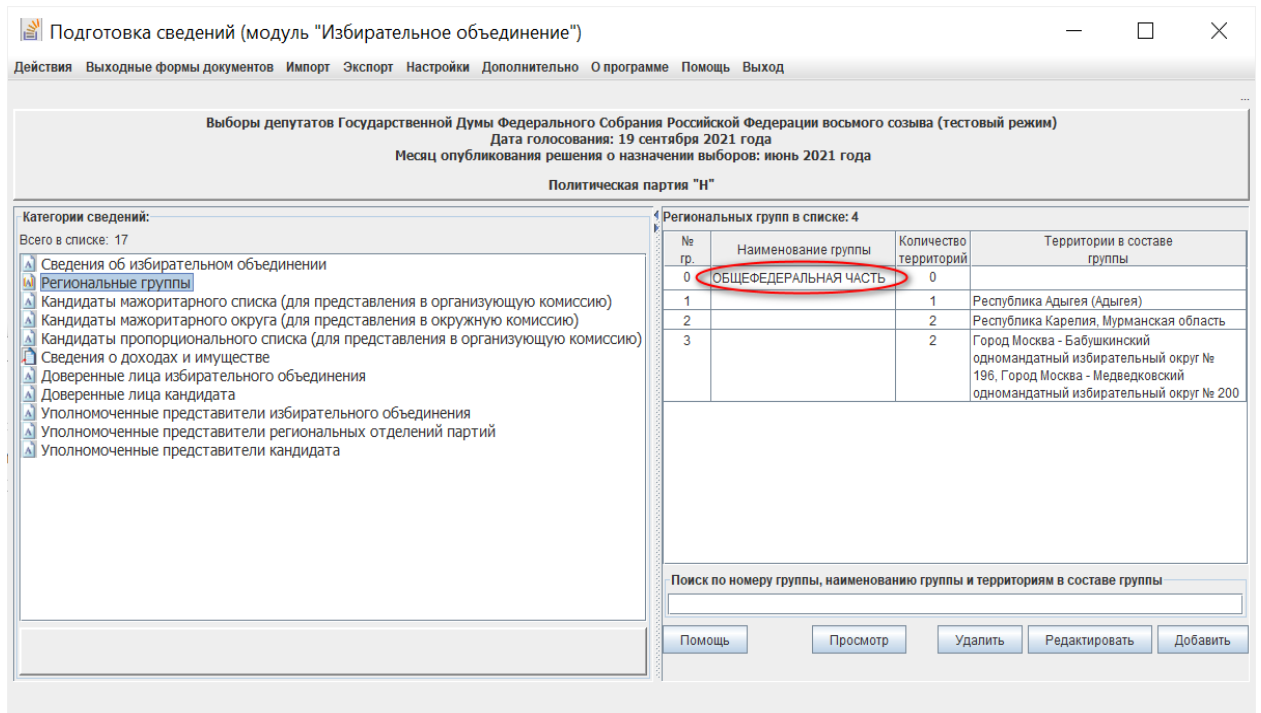 Подготовка сведений (модуль "Избирательное объединение")
Действия Выходные формы документов Импорт Экспорт Настройки Дополнительно О программе Помощь Выход
...
Выборы депутатов Государственной Думы Федерального Собрания Российской Федерации восьмого созыва (тестовый режим)
Дата голосования: 19 сентября 2021 года
Месяц опубликования решения о назначении выборов: июнь 2021 года
Политическая партия "Н"
Категории сведений:
Всего в списке: 17
Сведения об избирательном объединении
Региональные группы
Кандидаты мажоритарного списка (для представления в организующую комиссию)
Кандидаты мажоритарного округа (для представления в окружную комиссию)
Кандидаты пропорционального списка (для представления в организующую комиссию)
Сведения о доходах и имуществе
Доверенные лица избирательного объединения
Доверенные лица кандидата
Уполномоченные представители избирательного объединения
Уполномоченные представители региональных отделений партий
Уполномоченные представители кандидата
Региональных групп в списке: 4
№ гр. Наименование группы Количество территорий Территории в составе группы
0 ОБЩЕФЕДЕРАЛЬНАЯ ЧАСТЬ 0
1 1 Республика Адыгея (Адыгея)
2 2 Республика Карелия, Мурманская область
3 2 Город Москва - Бабушкинский
одномандатный избирательный округ №
196, Город Москва - Медведковский
одномандатный избирательный округ № 200
Поиск по номеру группы, наименованию группы и территориям в составе группы
Помощь Просмотр Удалить Редактировать Добавить